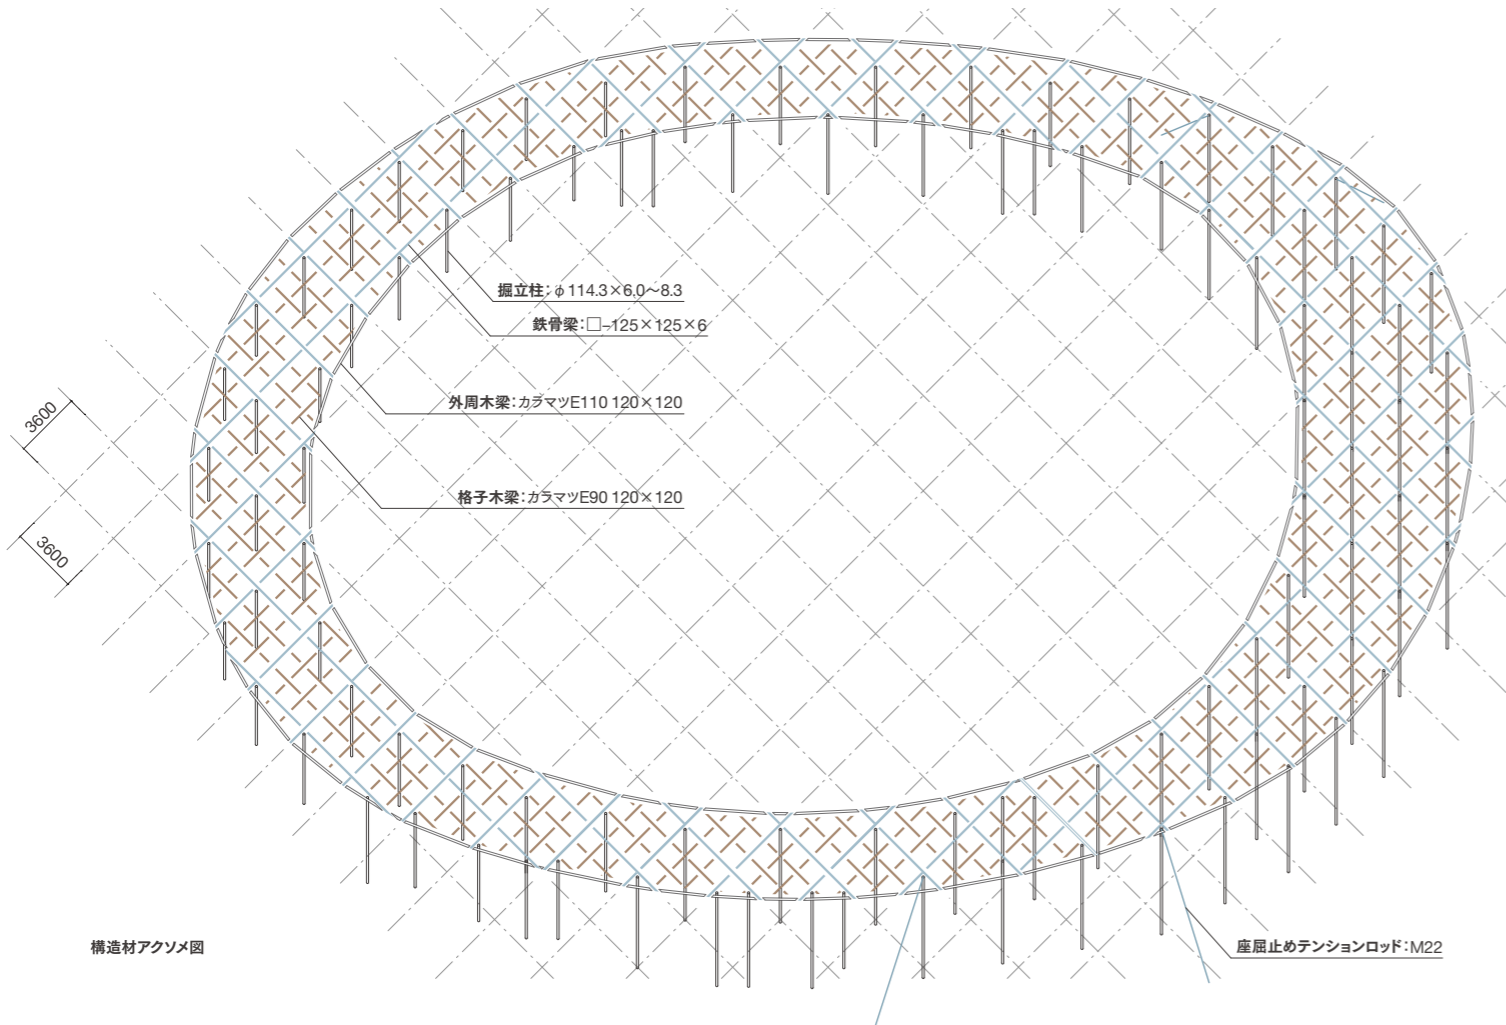 掘立柱：φ114.3×6.0〜8.3
鉄骨梁：□-125×125×6
外周木梁：カラマツE110 120×120
3600
格子木梁：カラマツE90 120×120
3600
構造材アクソメ図
座屈止めテンションロッド：M22